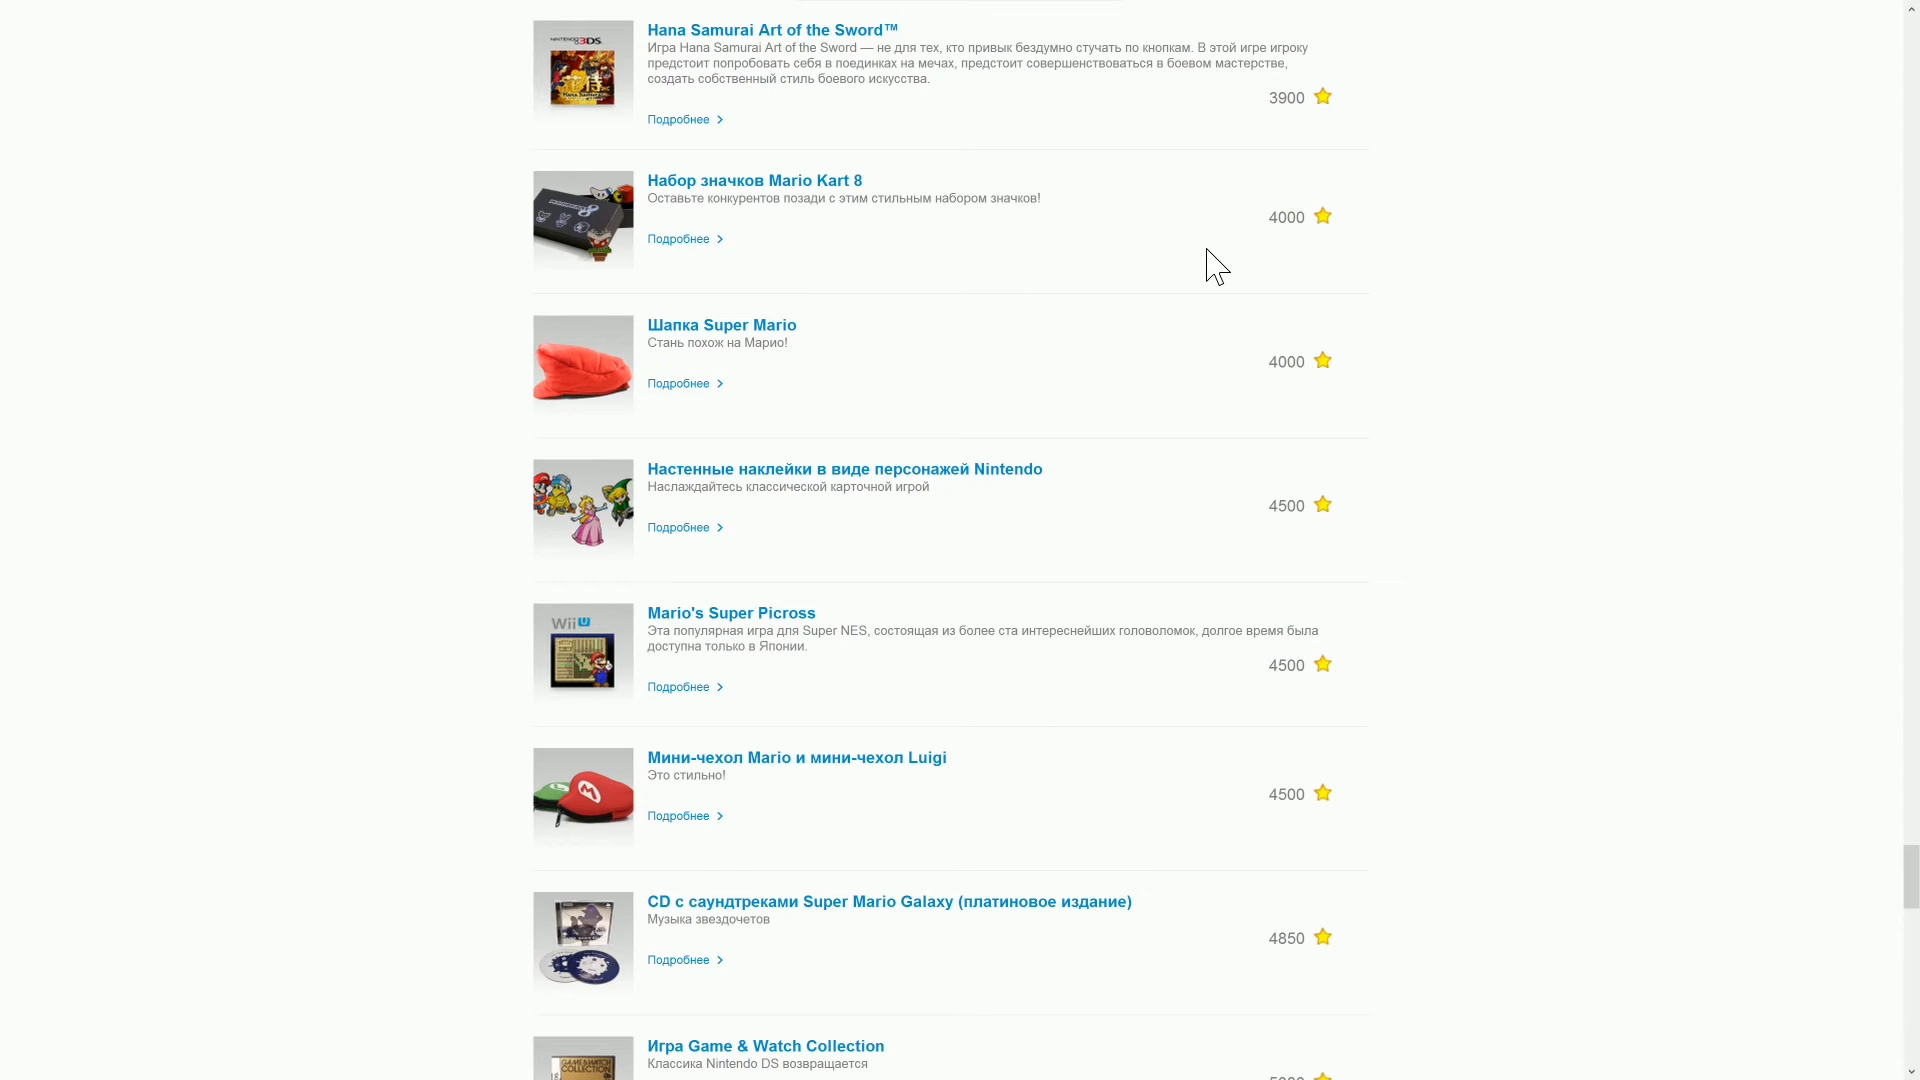 Hana Samurai Art of the Sword™
Игра Hana Samurai Art of the Sword — не для тех, кто привык бездумно стучать по кнопкам. В этой игре игроку
предстоит попробовать себя в поединках на мечах, предстоит совершенствоваться в боевом мастерстве,
создать собственный стиль боевого искусства.
3900
Подробнее
Набор значков Mario Kart 8
Оставьте конкурентов позади с этим стильным набором значков!
4000
Подробнее
Шапка Super Mario
Стань похож на Марио!
4000
Подробнее
Настенные наклейки в виде персонажей Nintendo
Наслаждайтесь классической карточной игрой
4500
Подробнее
Mario's Super Picross
Эта популярная игра для Super NES, состоящая из более ста интереснейших головоломок, долгое время была
доступна только в Японии.
4500
Подробнее
Wii U
Мини-чехол Mario и мини-чехол Luigi
Это стильно!
4500
Подробнее
CD с саундтреками Super Mario Galaxy (платиновое издание)
Музыка звездочетов
4850
Подробнее
Игра Game & Watch Collection
Классика Nintendo DS возвращается
GAME & WATCH
COLLECTION